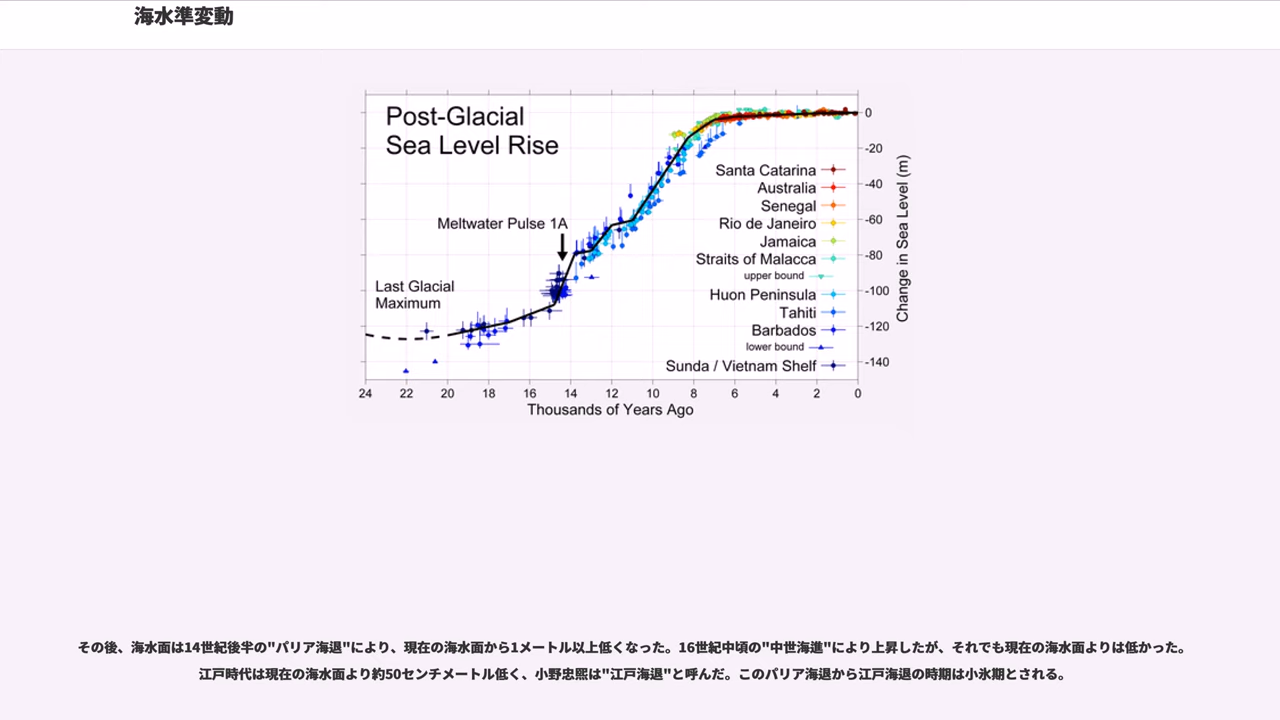 海水準変動
Post-Glacial
Sea Level Rise
Meltwater Pulse 1A
Last Glacial
Maximum
Santa Catarina
Australia
Senegal
Rio de Janeiro
Jamaica
Straits of Malacca
upper bound
Huon Peninsula
Tahiti
Barbados
lower bound
Sunda / Vietnam Shelf
0
-20
-40
-60
-80
-100
-120
-140
Change in Sea Level (m)
24 22 20 18 16 14 12 10 8 6 4 2 0
Thousands of Years Ago
その後、海水面は14世紀後半の"パリア海退"により、現在の海水面から1メートル以上低くなった。16世紀中頃の"中世海進"により上昇したが、それでも現在の海水面よりは低かった。
江戸時代は現在の海水面より約50センチメートル低く、小野忠熈は"江戸海退"と呼んだ。このパリア海退から江戸海退の時期は小氷期とされる。